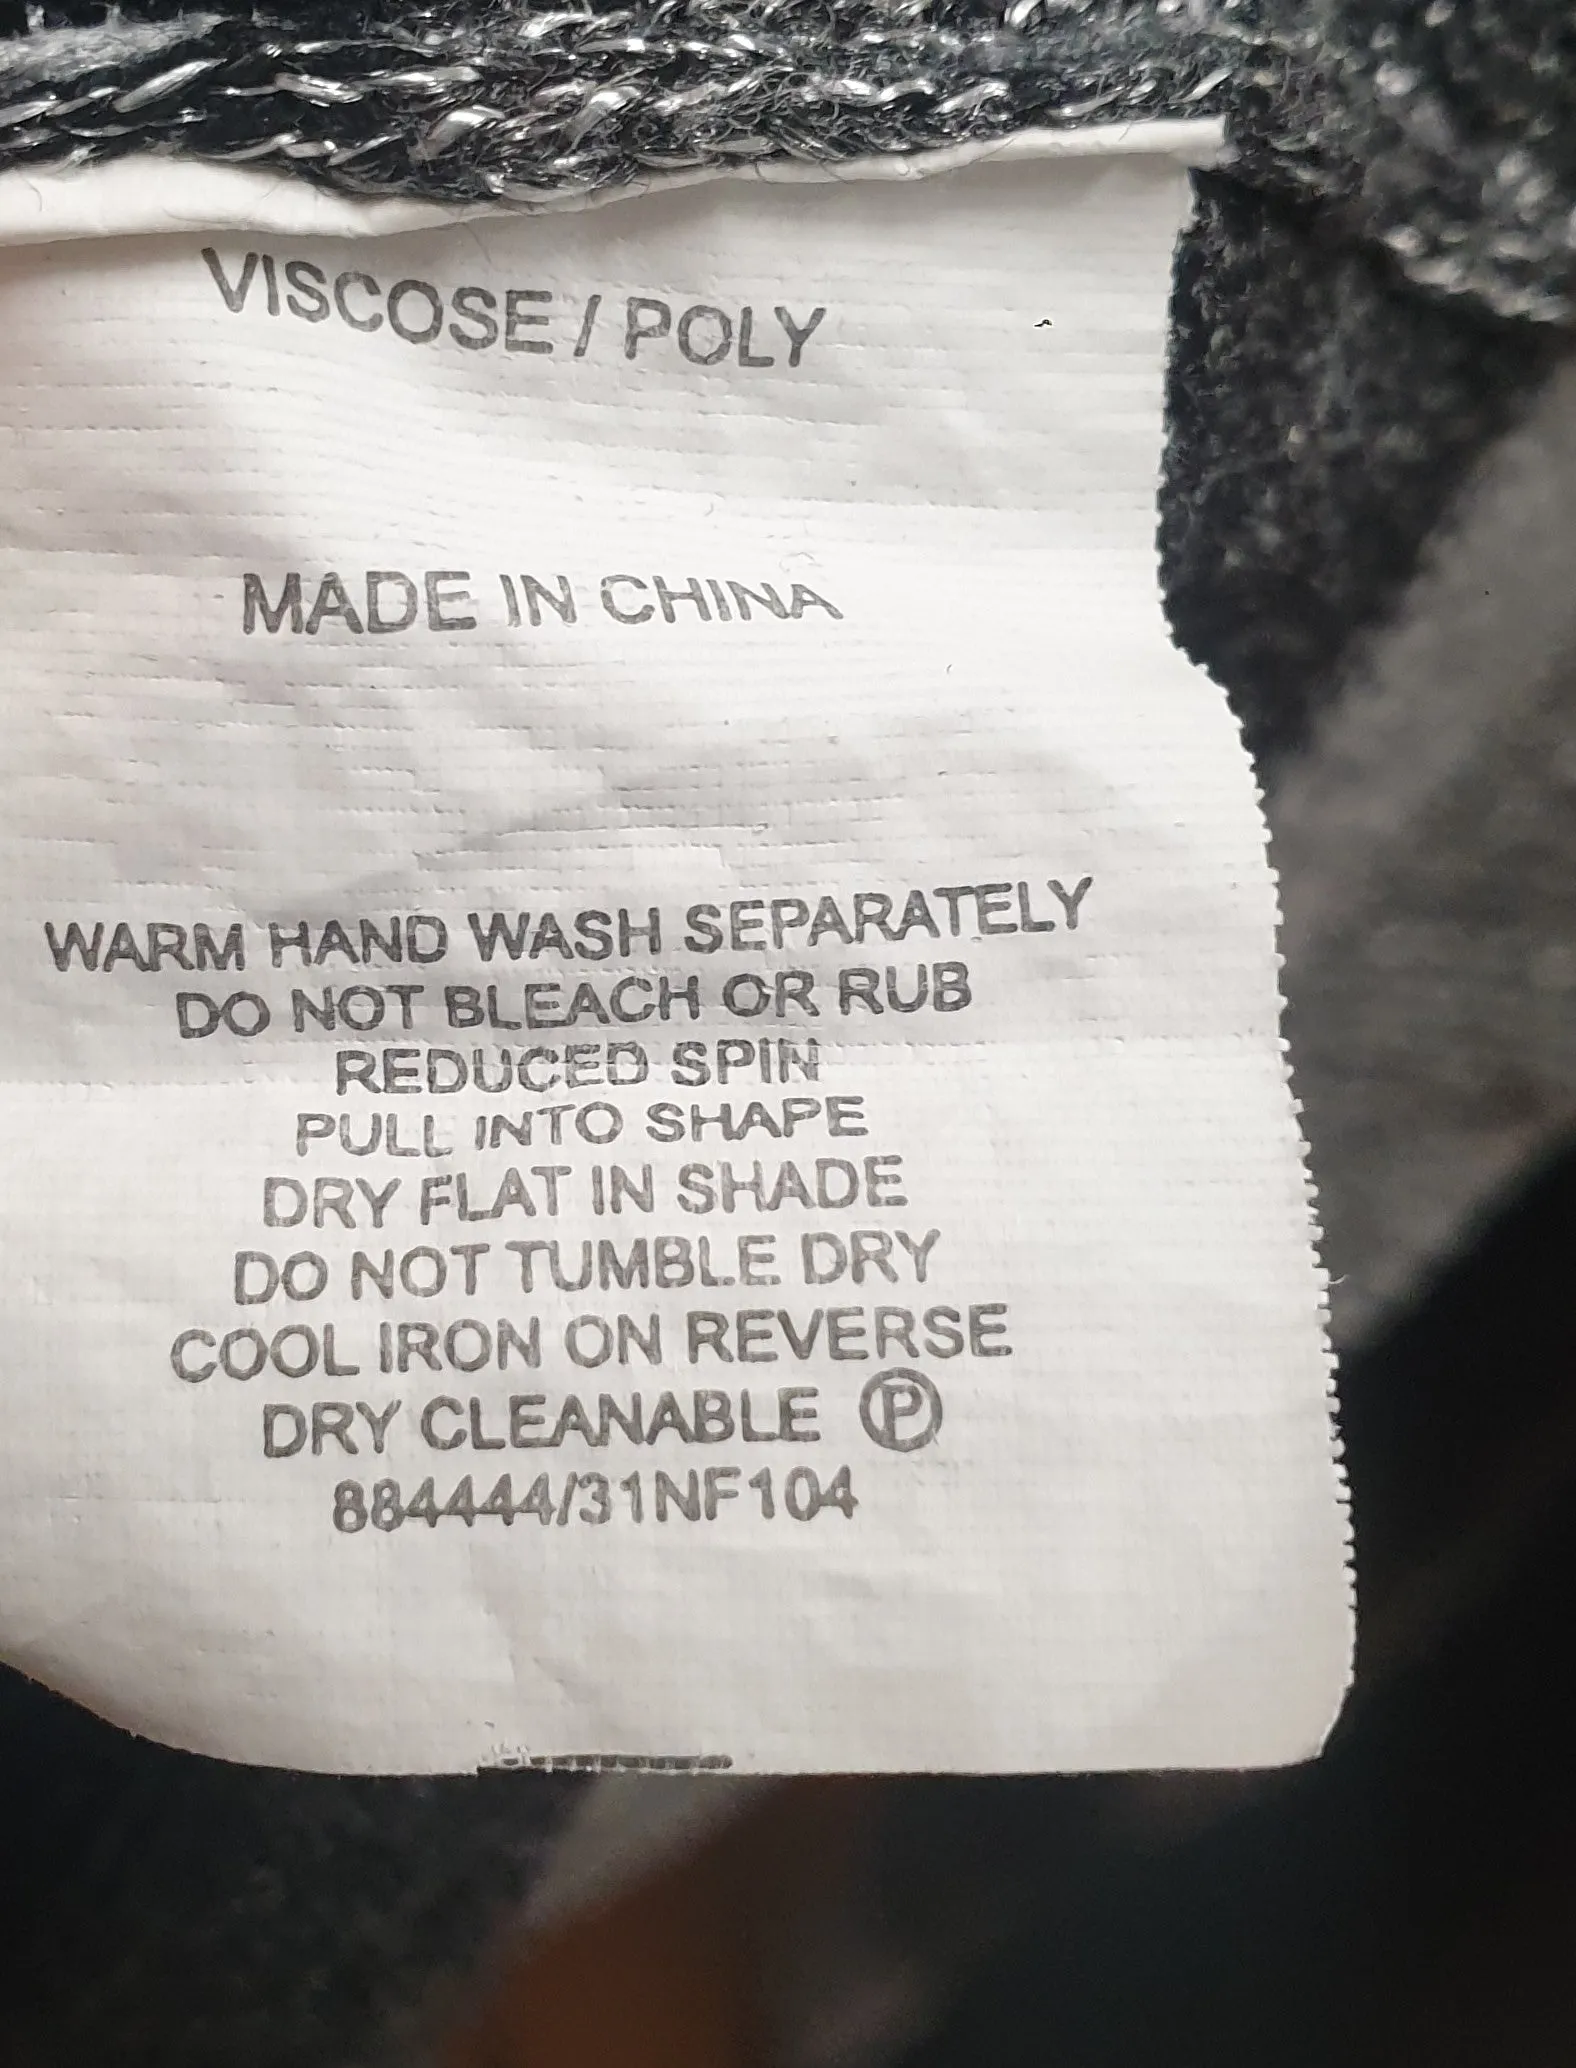 VISCOSE / POLY
MADE IN CHINA
WARM HAND WASH SEPARATELY
DO NOT BLEACH OR RUB
REDUCED SPIN
PULL INTO SHAPE
DRY FLAT IN SHADE
DO NOT TUMBLE DRY
COOL IRON ON REVERSE
DRY CLEANABLE Ⓟ
884444/31NF104